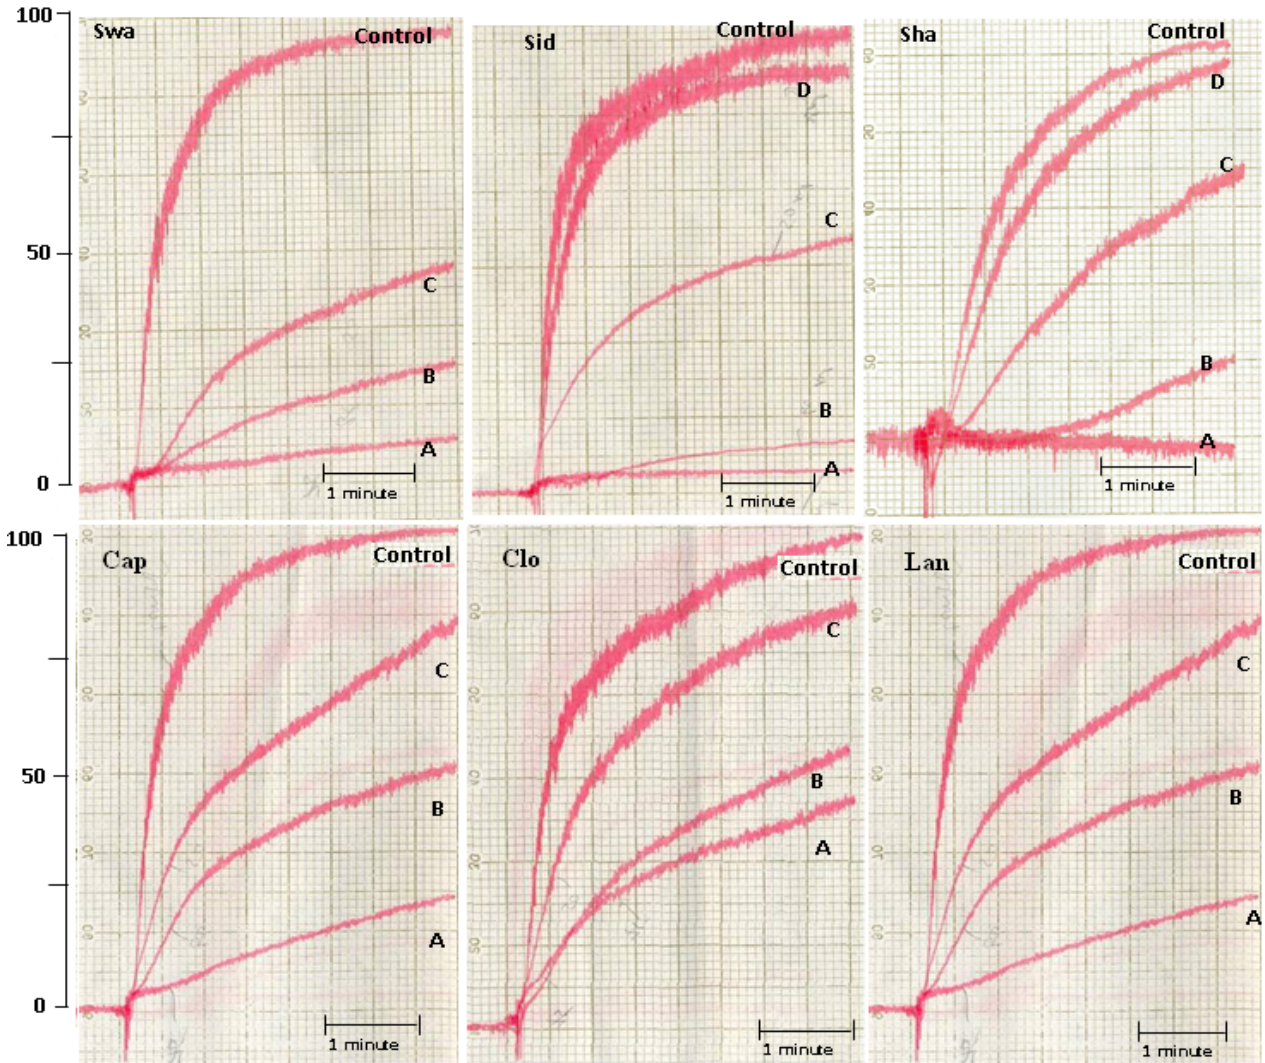 100
50
0
Swa
Control
C
B
A
1 minute
Sid
Control
D
C
B
A
1 minute
Sha
Control
D
C
B
A
1 minute
100
50
0
Cap
Control
C
B
A
1 minute
Clo
Control
C
B
A
1 minute
Lan
Control
C
B
A
1 minute